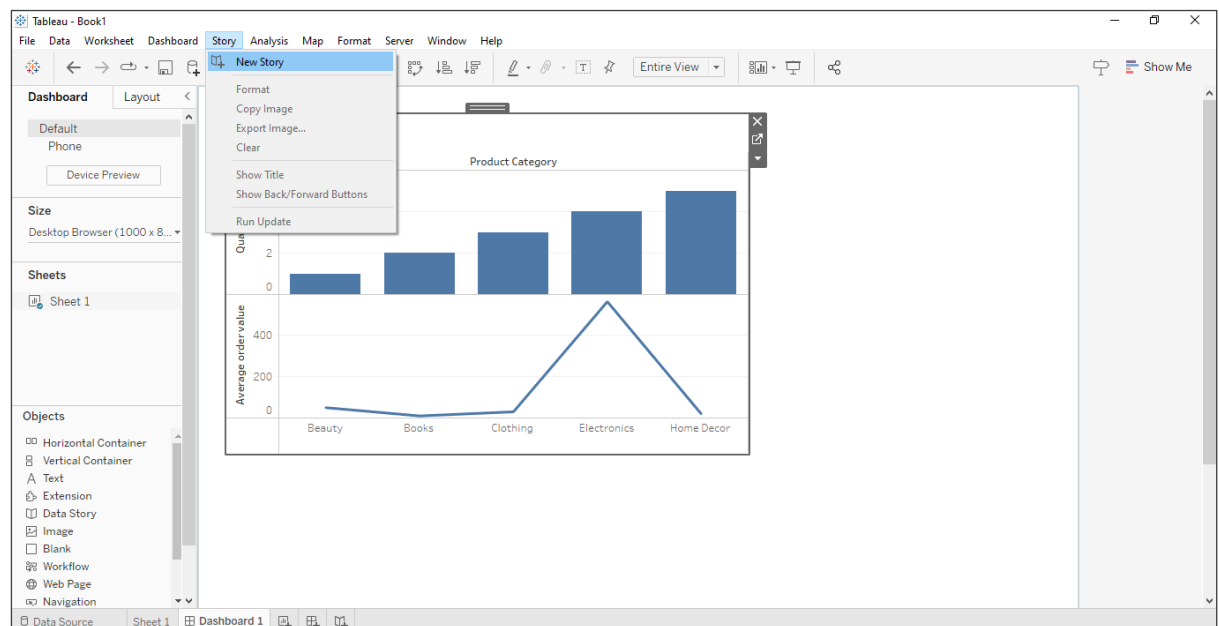 Tableau - Book1
File Data Worksheet Dashboard Story Analysis Map Format Server Window Help
New Story
Entire View
Show Me
Dashboard Layout
Format
Copy Image
Export Image...
Clear
Show Title
Show Back/Forward Buttons
Run Update
Default
Phone
Device Preview
Size
Desktop Browser (1000 x 8...
Sheets
Sheet 1
Objects
Horizontal Container
Vertical Container
A Text
Extension
Data Story
Image
Blank
Workflow
Web Page
Navigation
Product Category
2
0
Average order value
400
200
0
Beauty Books Clothing Electronics Home Decor
Data Source Sheet 1 Dashboard 1